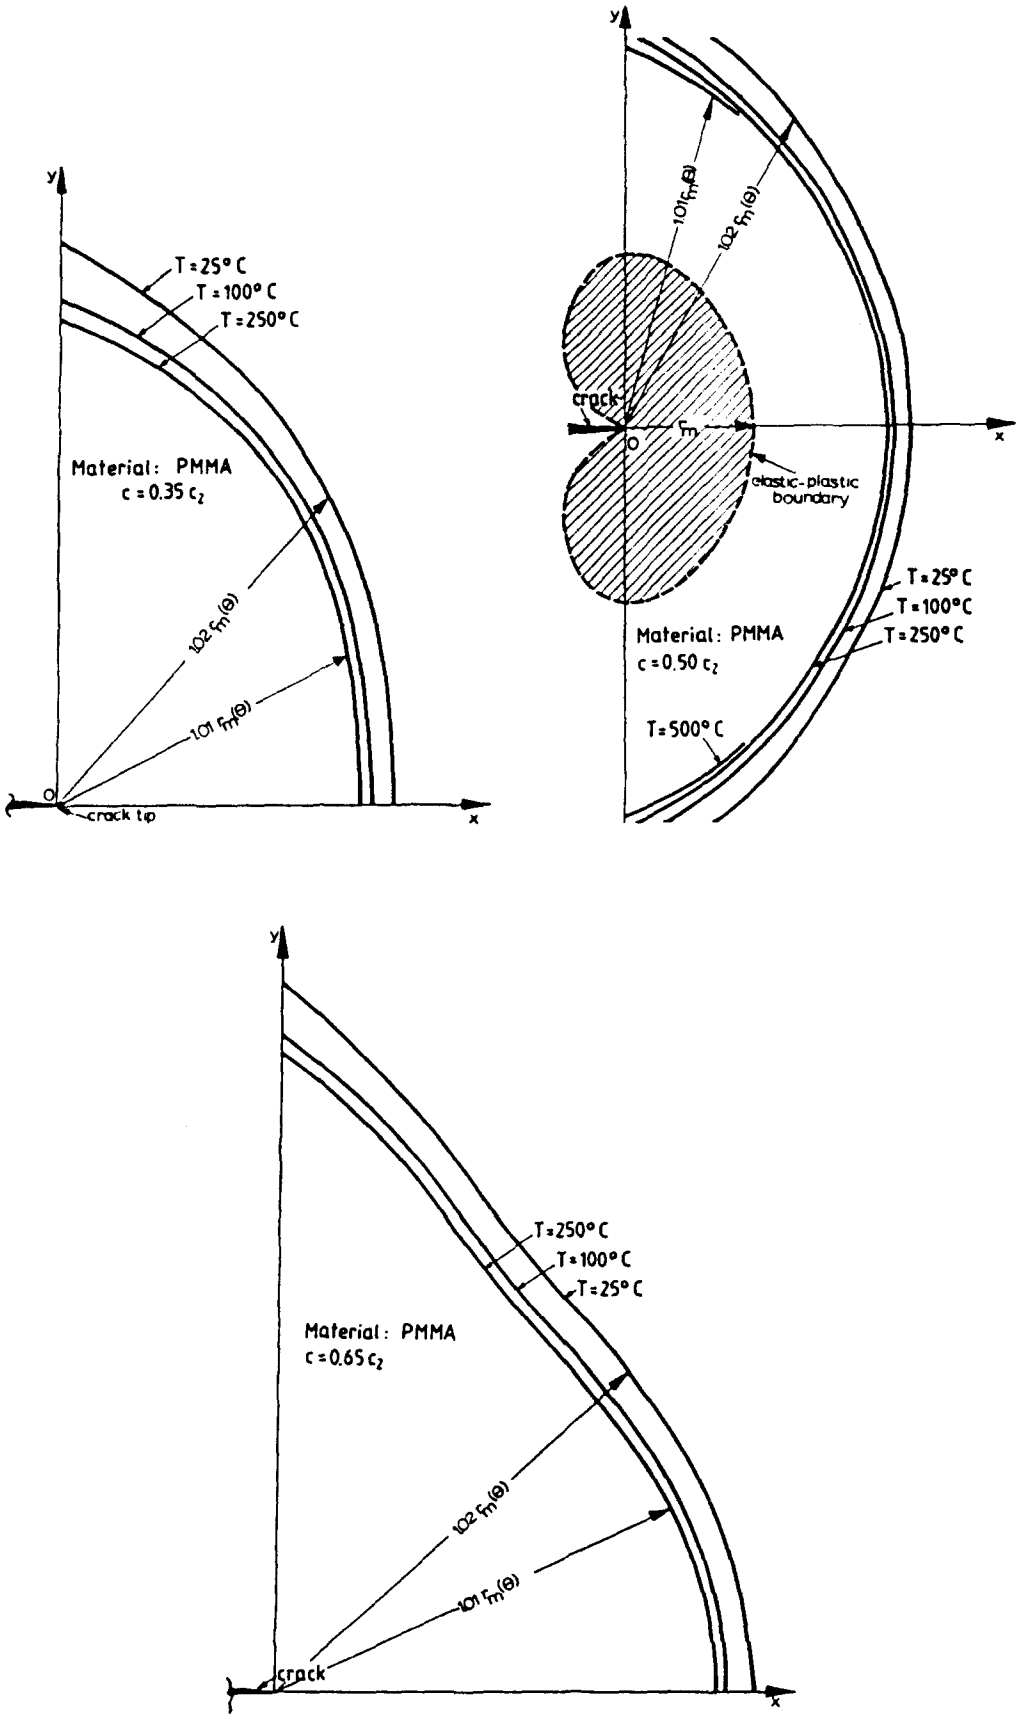 y
T=25°C
T=100°C
T=250°C
Material: PMMA
c=0.35 c₂
1.02 rₘ(θ)
1.01 rₘ(θ)
O
crack tip
x
y
1.01 rₘ(θ)
1.02 rₘ(θ)
crack
O
rₘ
x
elastic-plastic
boundary
T=25°C
T=100°C
T=250°C
Material: PMMA
c=0.50 c₂
T=500°C
y
T=250°C
T=100°C
T=25°C
Material: PMMA
c=0.65 c₂
1.02 rₘ(θ)
1.01 rₘ(θ)
crack
x